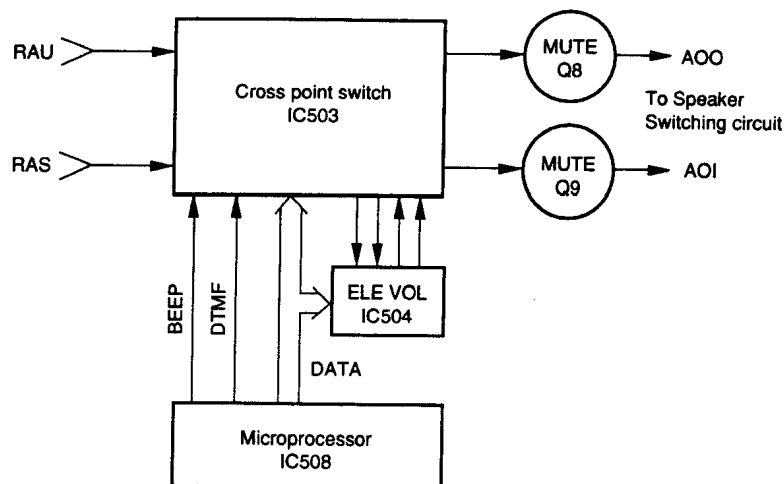 RAU
RAS
Cross point switch
IC503
MUTE
Q8
AOO
To Speaker
Switching circuit
MUTE
Q9
AOI
BEEP
DTMF
ELE VOL
IC504
DATA
Microprocessor
IC508